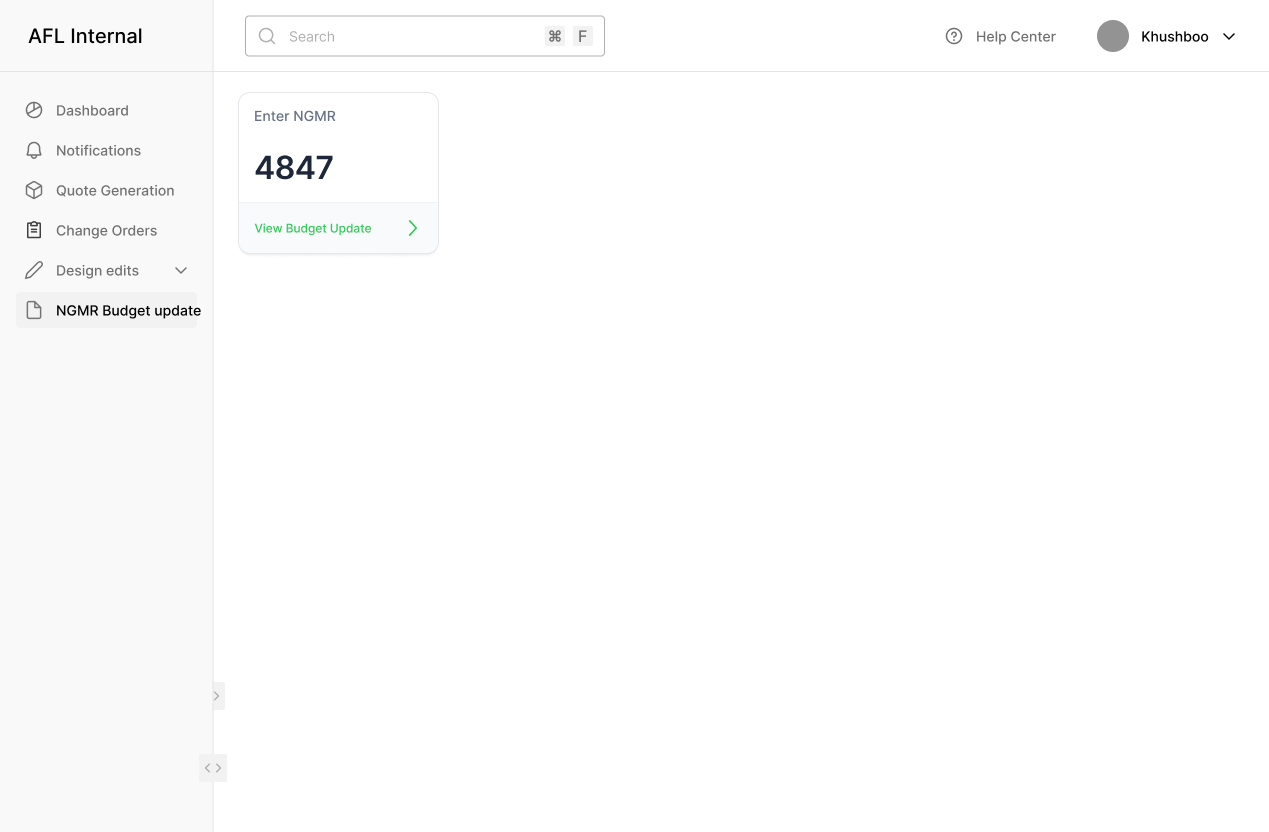 AFL Internal
Search ⌘ F
Help Center
Khushboo
Dashboard
Notifications
Quote Generation
Change Orders
Design edits
NGMR Budget update
Enter NGMR
4847
View Budget Update